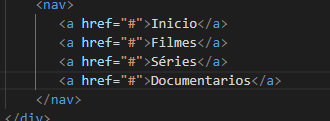 <nav>
<a href="#">Inicio</a>
<a href="#">Filmes</a>
<a href="#">Séries</a>
<a href="#">Documentarios</a>
</nav>
</div>